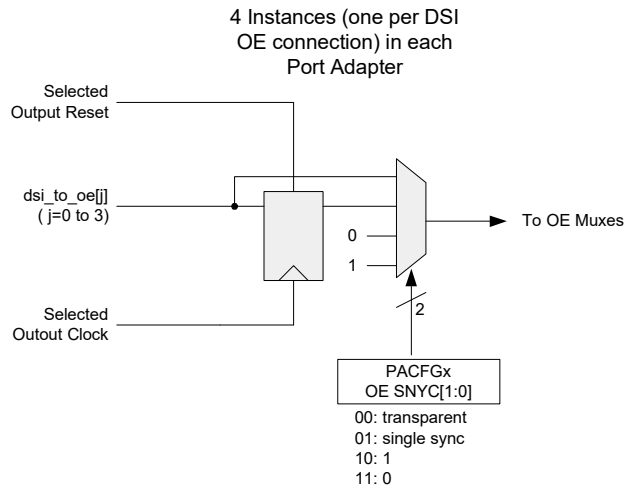 4 Instances (one per DSI
OE connection) in each
Port Adapter
Selected
Output Reset
dsi_to_oe[j]
( j=0 to 3)
0
1
To OE Muxes
Selected
Outout Clock
2
PACFGx
OE SNYC[1:0]
00: transparent
01: single sync
10: 1
11: 0